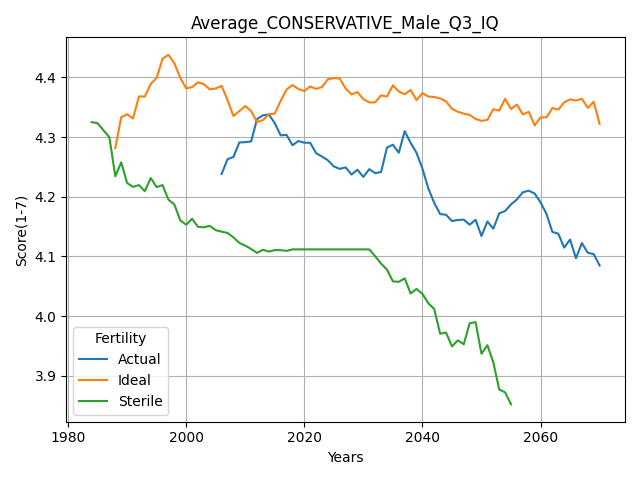 Average_CONSERVATIVE_Male_Q3_IQ
Score(1-7)
4.4
4.3
4.2
4.1
4.0
3.9
Fertility
Actual
Ideal
Sterile
1980
2000
2020
2040
2060
Years